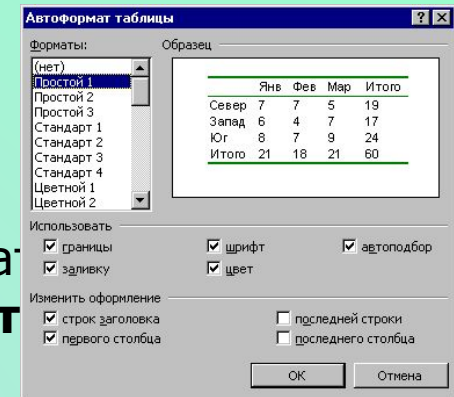 Автоформат таблицы
Форматы:
(нет)
Простой 1
Простой 2
Простой 3
Стандарт 1
Стандарт 2
Стандарт 3
Стандарт 4
Цветной 1
Цветной 2
Образец
Янв Фев Мар Итого
Север 7 7 5 19
Запад 6 4 7 17
Юг 8 7 9 24
Итого 21 18 21 60
Использовать
границы шрифт автоподбор
заливку цвет
Изменить оформление
строк заголовка последней строки
первого столбца последнего столбца
ОК Отмена